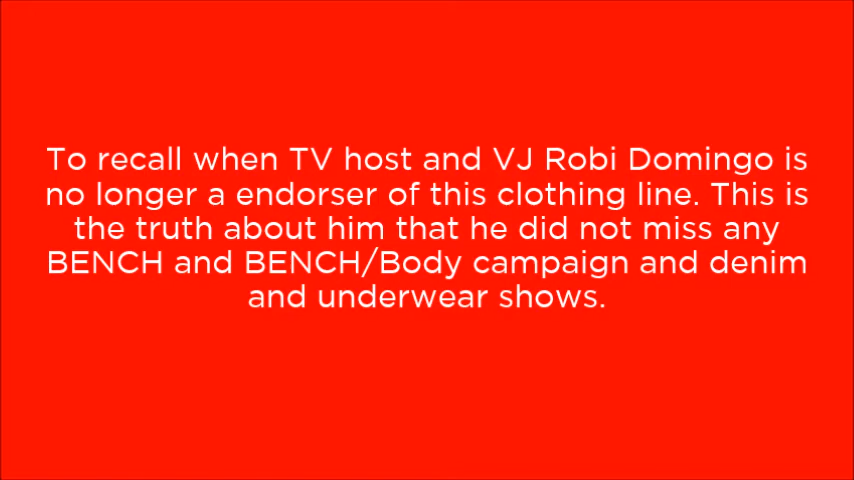 To recall when TV host and VJ Robi Domingo is
no longer a endorser of this clothing line. This is
the truth about him that he did not miss any
BENCH and BENCH/Body campaign and denim
and underwear shows.